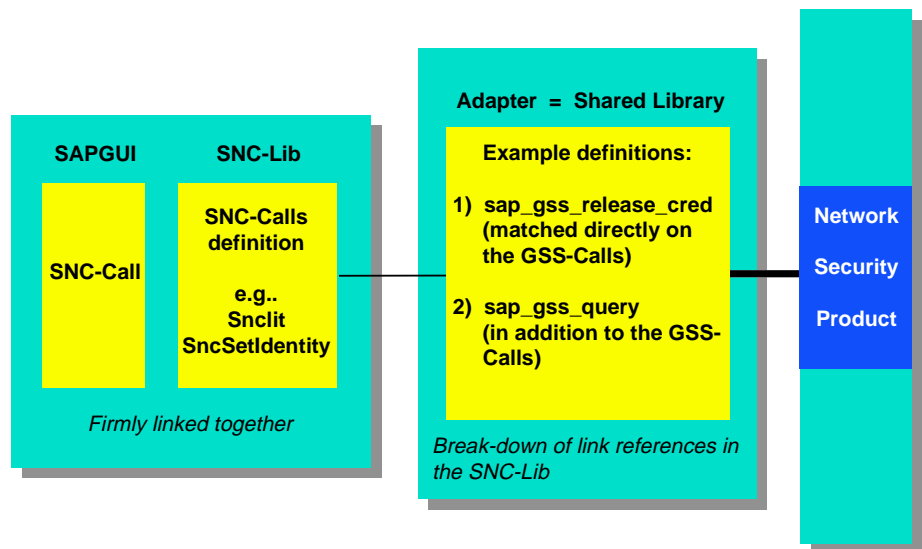 SAPGUI
SNC-Call
SNC-Lib
SNC-Calls
definition
e.g..
SncIit
SncSetIdentity
Firmly linked together
Adapter = Shared Library
Example definitions:
1) sap_gss_release_cred
(matched directly on
the GSS-Calls)
2) sap_gss_query
(in addition to the GSS-
Calls)
Break-down of link references in
the SNC-Lib
Network
Security
Product